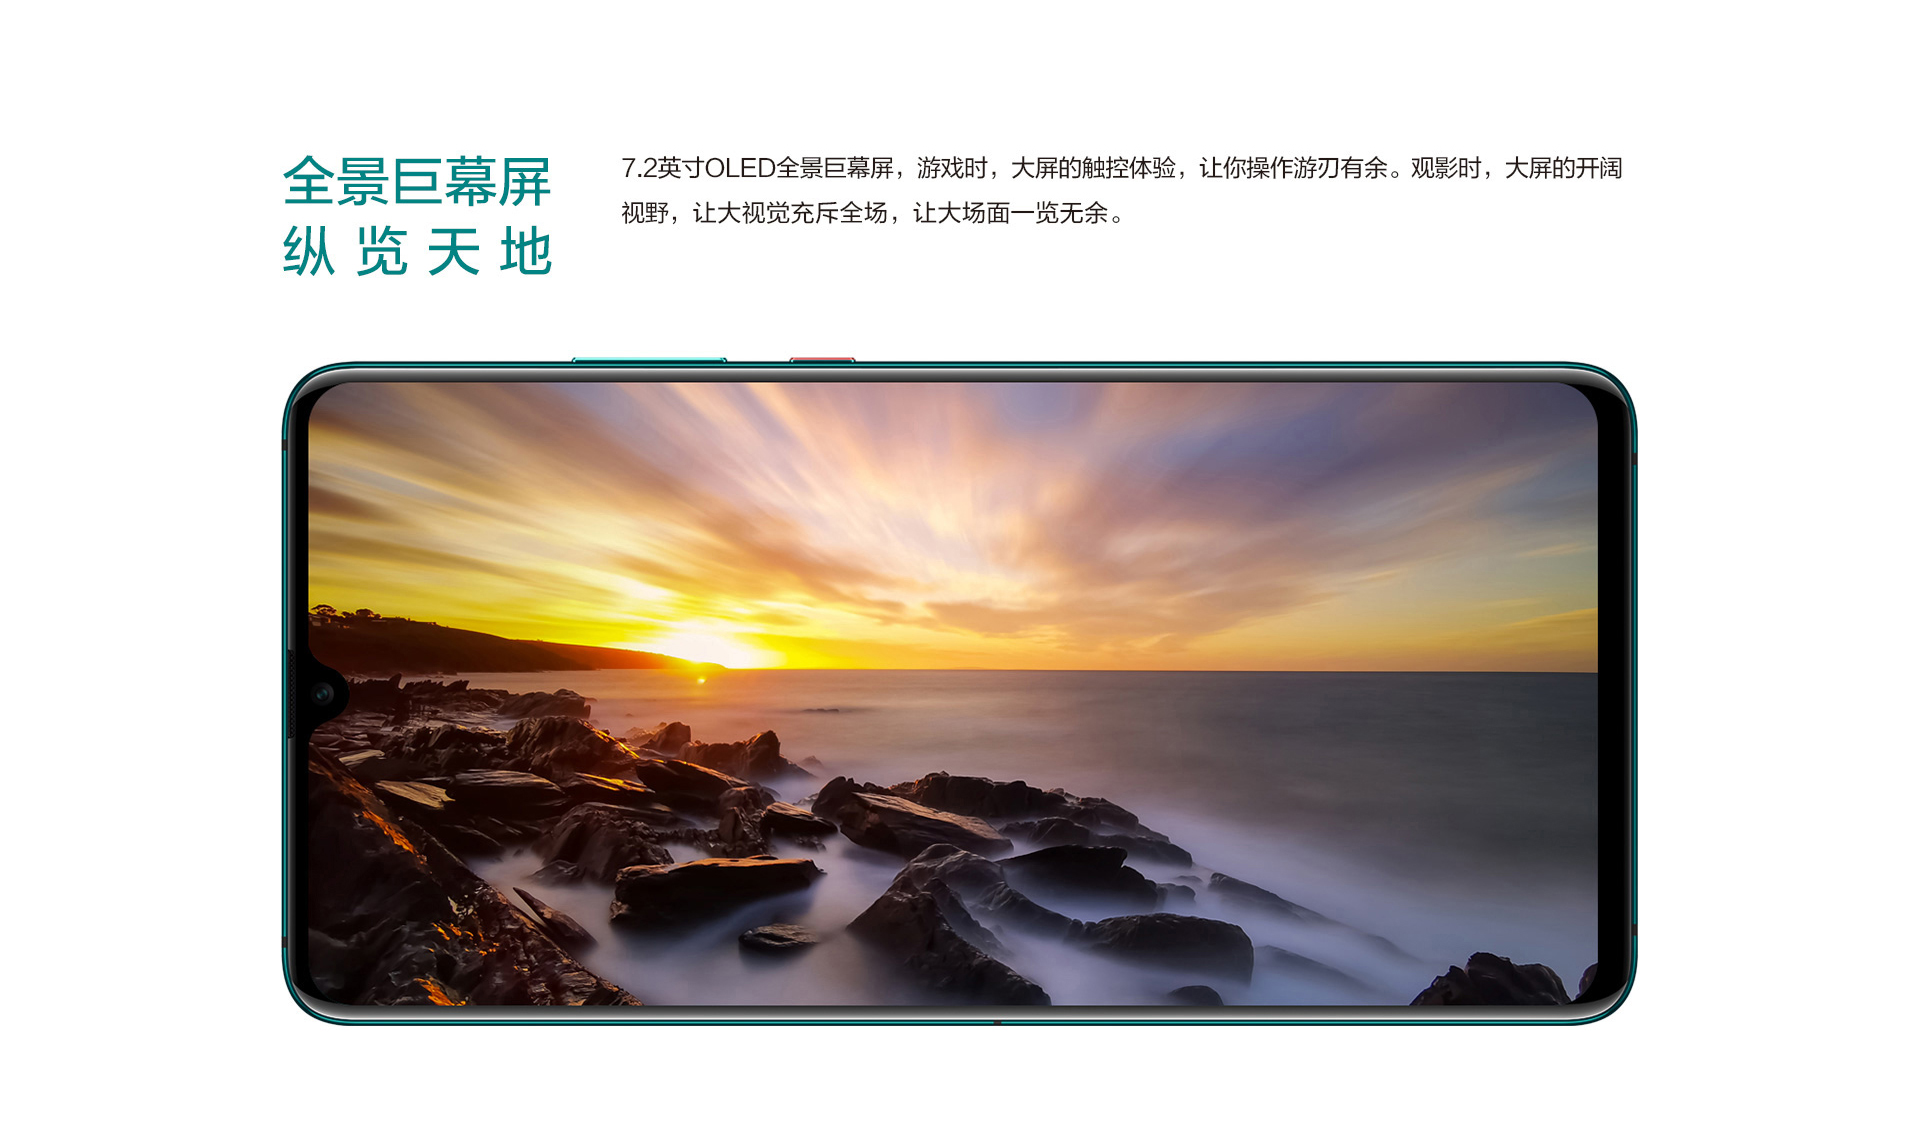 全景巨幕屏
纵览天地
7.2英寸OLED全景巨幕屏，游戏时，大屏的触控体验，让你操作游刃有余。观影时，大屏的开阔
视野，让大视觉充斥全场，让大场面一览无余。